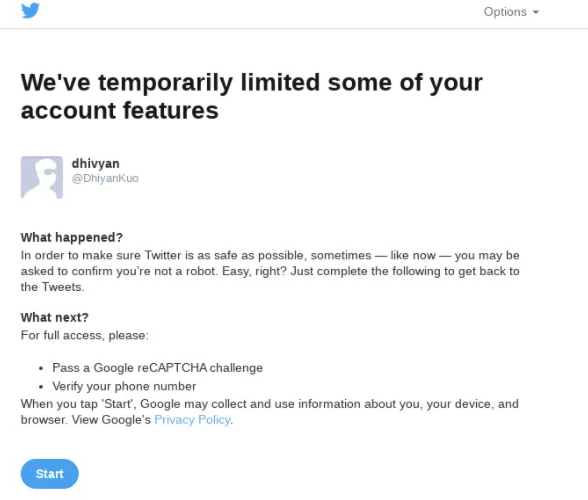 Options
We've temporarily limited some of your
account features
dhivyan
@DhiyanKuo
What happened?
In order to make sure Twitter is as safe as possible, sometimes — like now — you may be
asked to confirm you’re not a robot. Easy, right? Just complete the following to get back to
the Tweets.
What next?
For full access, please:
• Pass a Google reCAPTCHA challenge
• Verify your phone number
When you tap 'Start', Google may collect and use information about you, your device, and
browser. View Google's Privacy Policy.
Start